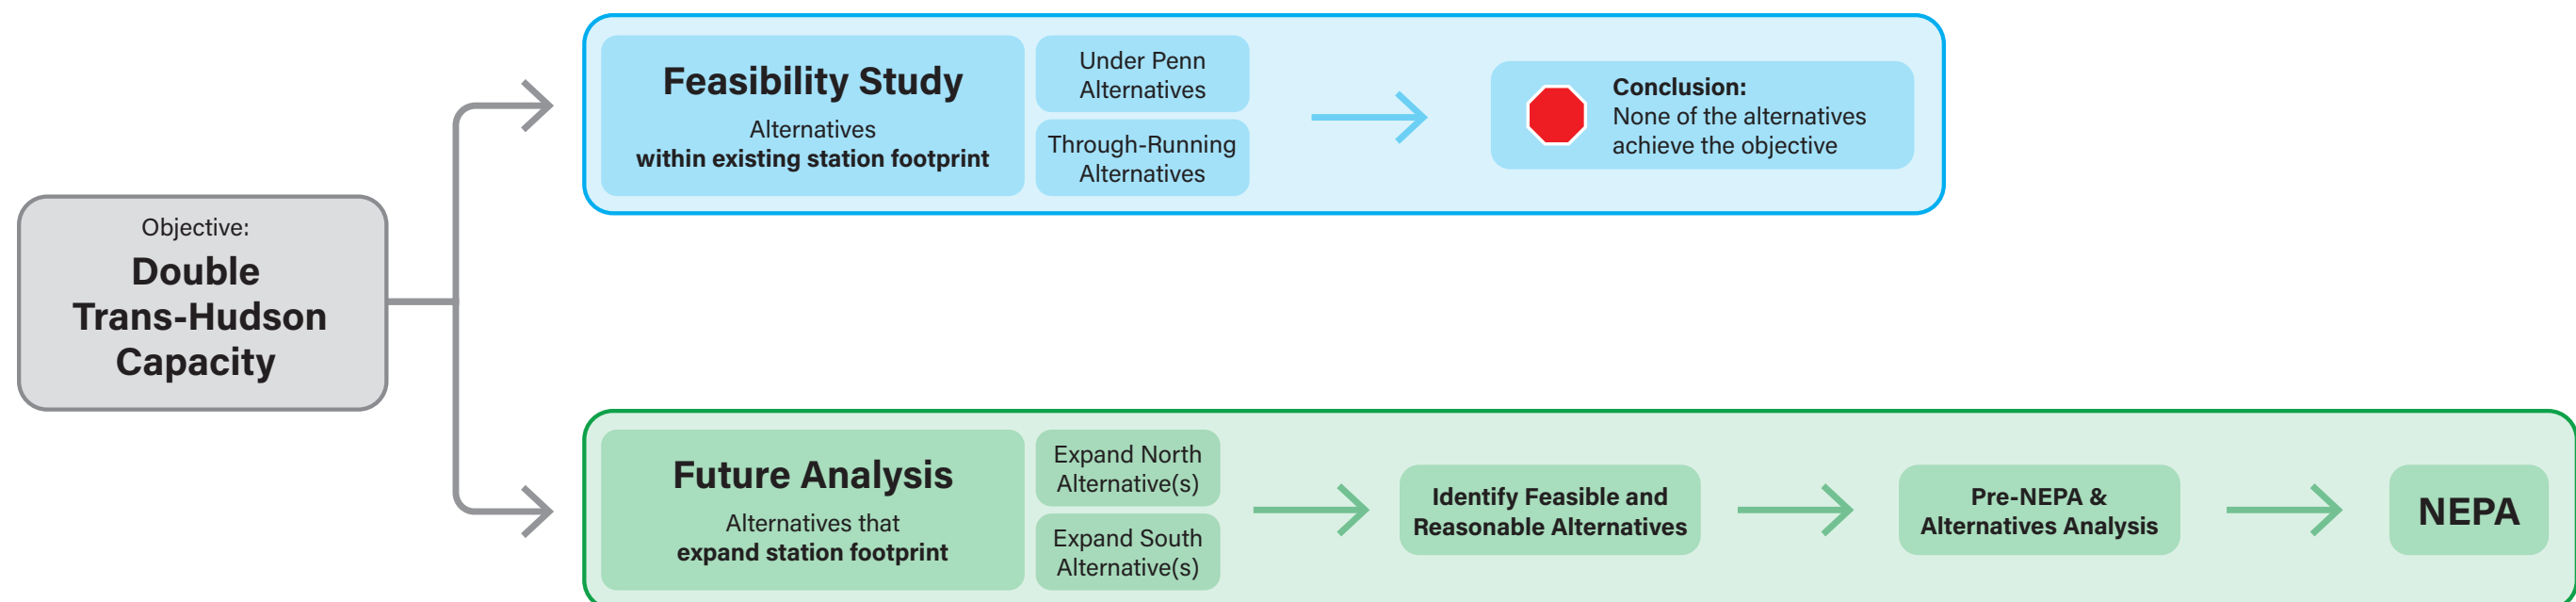 Objective:
Double
Trans-Hudson
Capacity
Feasibility Study
Alternatives
within existing station footprint
Under Penn
Alternatives
Through-Running
Alternatives
Conclusion:
None of the alternatives
achieve the objective
Future Analysis
Alternatives that
expand station footprint
Expand North
Alternative(s)
Expand South
Alternative(s)
Identify Feasible and
Reasonable Alternatives
Pre-NEPA &
Alternatives Analysis
NEPA